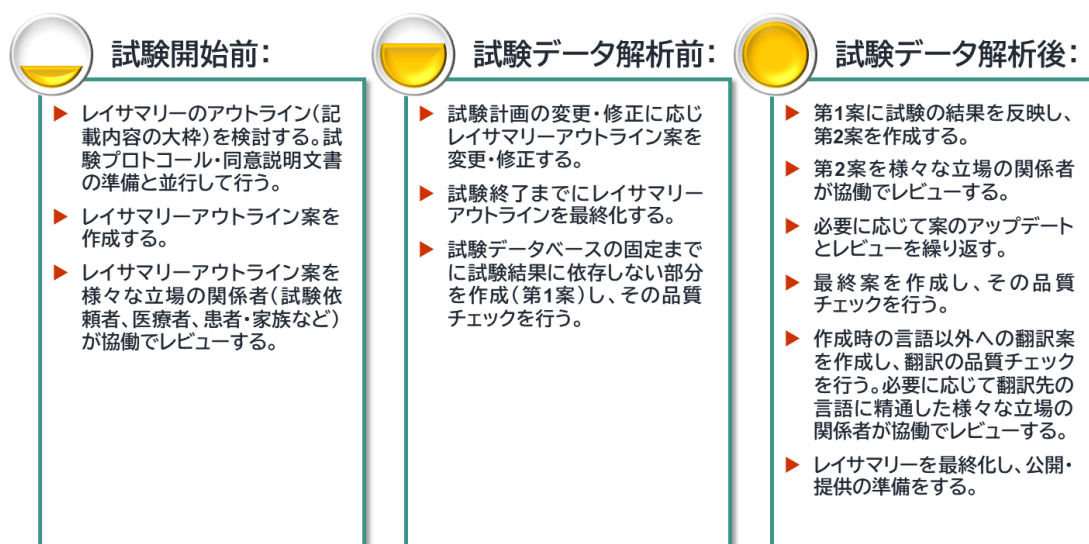 試験開始前：
▶ レイサマリーのアウトライン（記
載内容の大枠）を検討する。試
験プロトコール・同意説明文書
の準備と並行して行う。
▶ レイサマリーアウトライン案を
作成する。
▶ レイサマリーアウトライン案を
様々な立場の関係者（試験依
頼者、医療者、患者・家族など）
が協働でレビューする。
試験データ解析前：
▶ 試験計画の変更・修正に応じ
レイサマリーアウトライン案を
変更・修正する。
▶ 試験終了までにレイサマリー
アウトラインを最終化する。
▶ 試験データベースの固定まで
に試験結果に依存しない部分
を作成（第1案）し、その品質
チェックを行う。
試験データ解析後：
▶ 第1案に試験の結果を反映し、
第2案を作成する。
▶ 第2案を様々な立場の関係者
が協働でレビューする。
▶ 必要に応じて案のアップデート
とレビューを繰り返す。
▶ 最終案を作成し、その品質
チェックを行う。
▶ 作成時の言語以外への翻訳案
を作成し、翻訳の品質チェック
を行う。必要に応じて翻訳先の
言語に精通した様々な立場の
関係者が協働でレビューする。
▶ レイサマリーを最終化し、公開・
提供の準備をする。